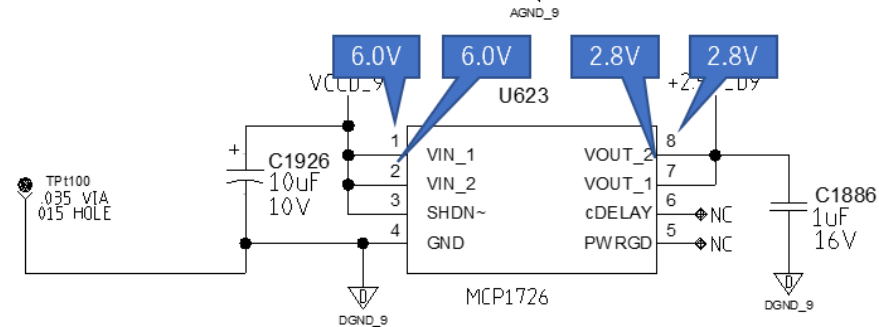 AGND_9
6.0V
6.0V
2.8V
2.8V
U623
1
VIN_1
VOUT_2
8
2
VIN_2
VOUT_1
7
3
SHDN~
cDELAY
6
NC
4
GND
PWRGD
5
NC
C1926
10uF
10V
+
TPt100
.035 VIA
015 HOLE
C1886
1uF
16V
MCP1726
D
DGND_9
D
DGND_9